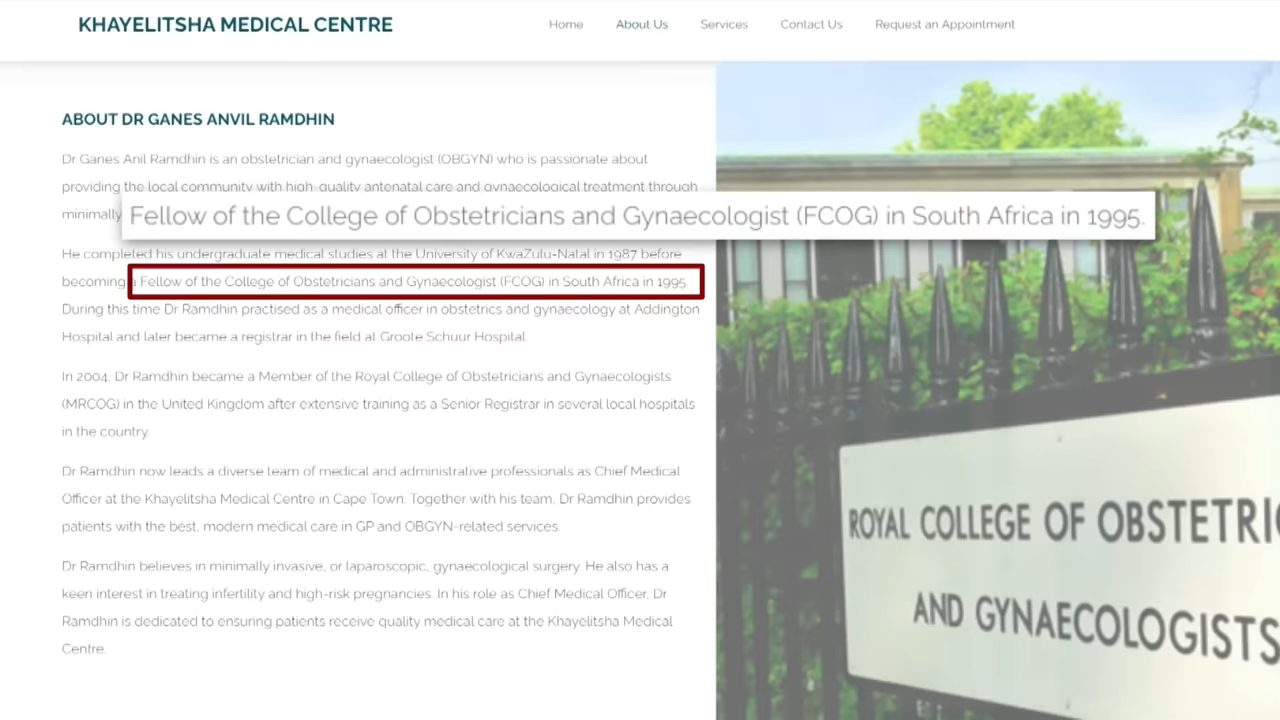 KHAYELITSHA MEDICAL CENTRE
Home About Us Services Contact Us Request an Appointment
ABOUT DR GANES ANVIL RAMDHIN
Dr Ganes Anil Ramdhin is an obstetrician and gynaecologist (OBGYN) who is passionate about
providing the local community with high-quality antenatal care and gynaecological treatment through
minimally
Fellow of the College of Obstetricians and Gynaecologist (FCOG) in South Africa in 1995.
He completed his undergraduate medical studies at the University of KwaZulu-Natal in 1987 before
becoming a Fellow of the College of Obstetricians and Gynaecologist (FCOG) in South Africa in 1995.
During this time Dr Ramdhin practised as a medical officer in obstetrics and gynaecology at Addington
Hospital and later became a registrar in the field at Groote Schuur Hospital.
In 2004, Dr Ramdhin became a Member of the Royal College of Obstetricians and Gynaecologists
(MRCOG) in the United Kingdom after extensive training as a Senior Registrar in several local hospitals
in the country.
Dr Ramdhin now leads a diverse team of medical and administrative professionals as Chief Medical
Officer at the Khayelitsha Medical Centre in Cape Town. Together with his team, Dr Ramdhin provides
patients with the best, modern medical care in GP and OBGYN-related services.
Dr Ramdhin believes in minimally invasive, or laparoscopic, gynaecological surgery. He also has a
keen interest in treating infertility and high-risk pregnancies. In his role as Chief Medical Officer, Dr
Ramdhin is dedicated to ensuring patients receive quality medical care at the Khayelitsha Medical
Centre.
ROYAL COLLEGE OF OBSTETRIC
AND GYNAECOLOGISTS